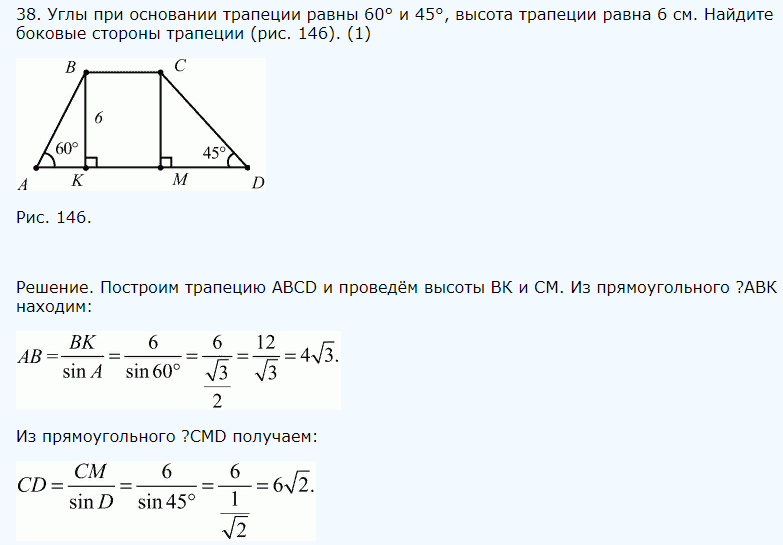 38. Углы при основании трапеции равны 60° и 45°, высота трапеции равна 6 см. Найдите
боковые стороны трапеции (рис. 146). (1)
B C
6
60° 45°
A K M D
Рис. 146.
Решение. Построим трапецию ABCD и проведём высоты BK и CM. Из прямоугольного ?ABK
находим:
AB = BK / sin A = 6 / sin 60° = 6 / (√3 / 2) = 12 / √3 = 4√3.
Из прямоугольного ?CMD получаем:
CD = CM / sin D = 6 / sin 45° = 6 / (1 / √2) = 6√2.